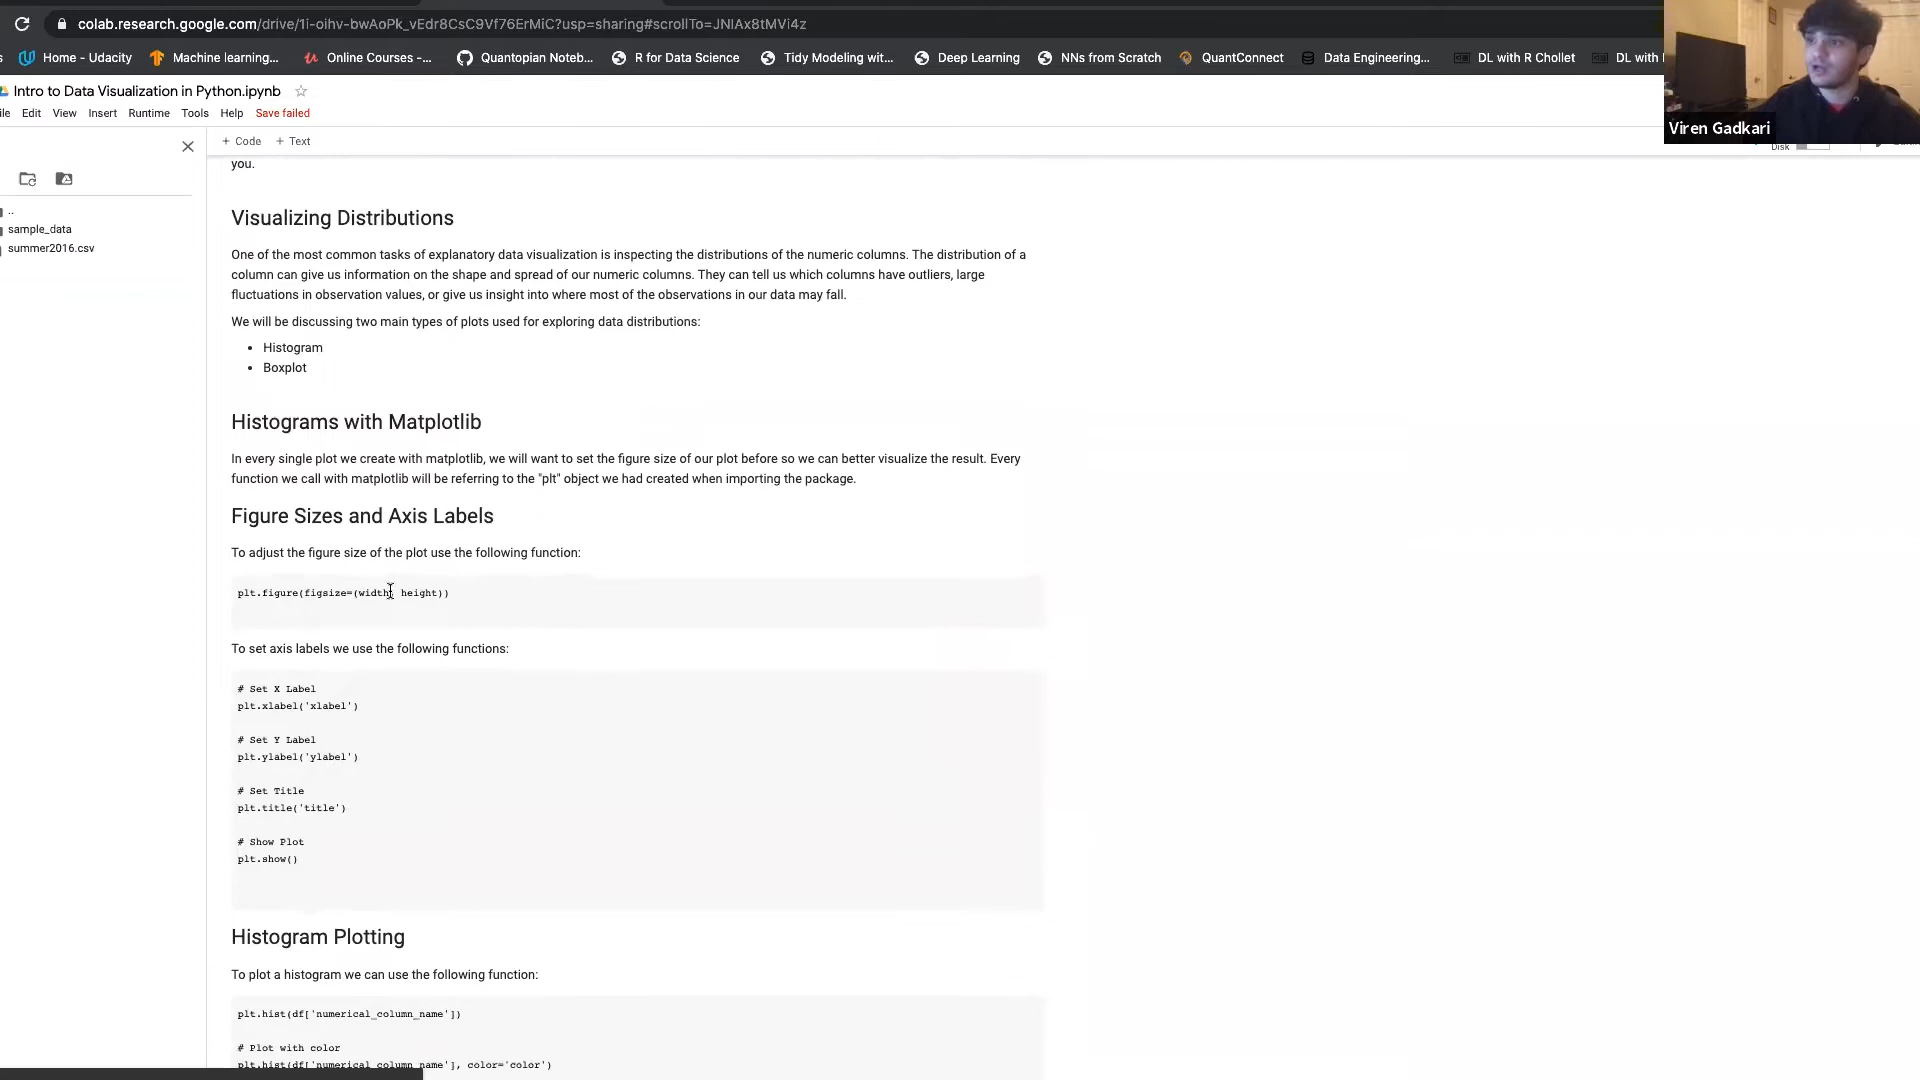 colab.research.google.com/drive/1i-oihv-bwAoPk_vEdr8CsC9Vf76ErMiC?usp=sharing#scrollTo=JNIAx8tMVi4z
Home - Udacity Machine learning... Online Courses -... Quantopian Noteb... R for Data Science Tidy Modeling wit... Deep Learning NNs from Scratch QuantConnect Data Engineering... DL with R Chollet DL with
Intro to Data Visualization in Python.ipynb
Edit View Insert Runtime Tools Help Save failed
Viren Gadkari
+ Code + Text
Disk
you.
..
sample_data
summer2016.csv
Visualizing Distributions
One of the most common tasks of explanatory data visualization is inspecting the distributions of the numeric columns. The distribution of a
column can give us information on the shape and spread of our numeric columns. They can tell us which columns have outliers, large
fluctuations in observation values, or give us insight into where most of the observations in our data may fall.
We will be discussing two main types of plots used for exploring data distributions:
• Histogram
• Boxplot
Histograms with Matplotlib
In every single plot we create with matplotlib, we will want to set the figure size of our plot before so we can better visualize the result. Every
function we call with matplotlib will be referring to the "plt" object we had created when importing the package.
Figure Sizes and Axis Labels
To adjust the figure size of the plot use the following function:
plt.figure(figsize=(width, height))
To set axis labels we use the following functions:
# Set X Label
plt.xlabel('xlabel')
# Set Y Label
plt.ylabel('ylabel')
# Set Title
plt.title('title')
# Show Plot
plt.show()
Histogram Plotting
To plot a histogram we can use the following function:
plt.hist(df['numerical_column_name'])
# Plot with color
plt.hist(df['numerical_column_name'], color='color')